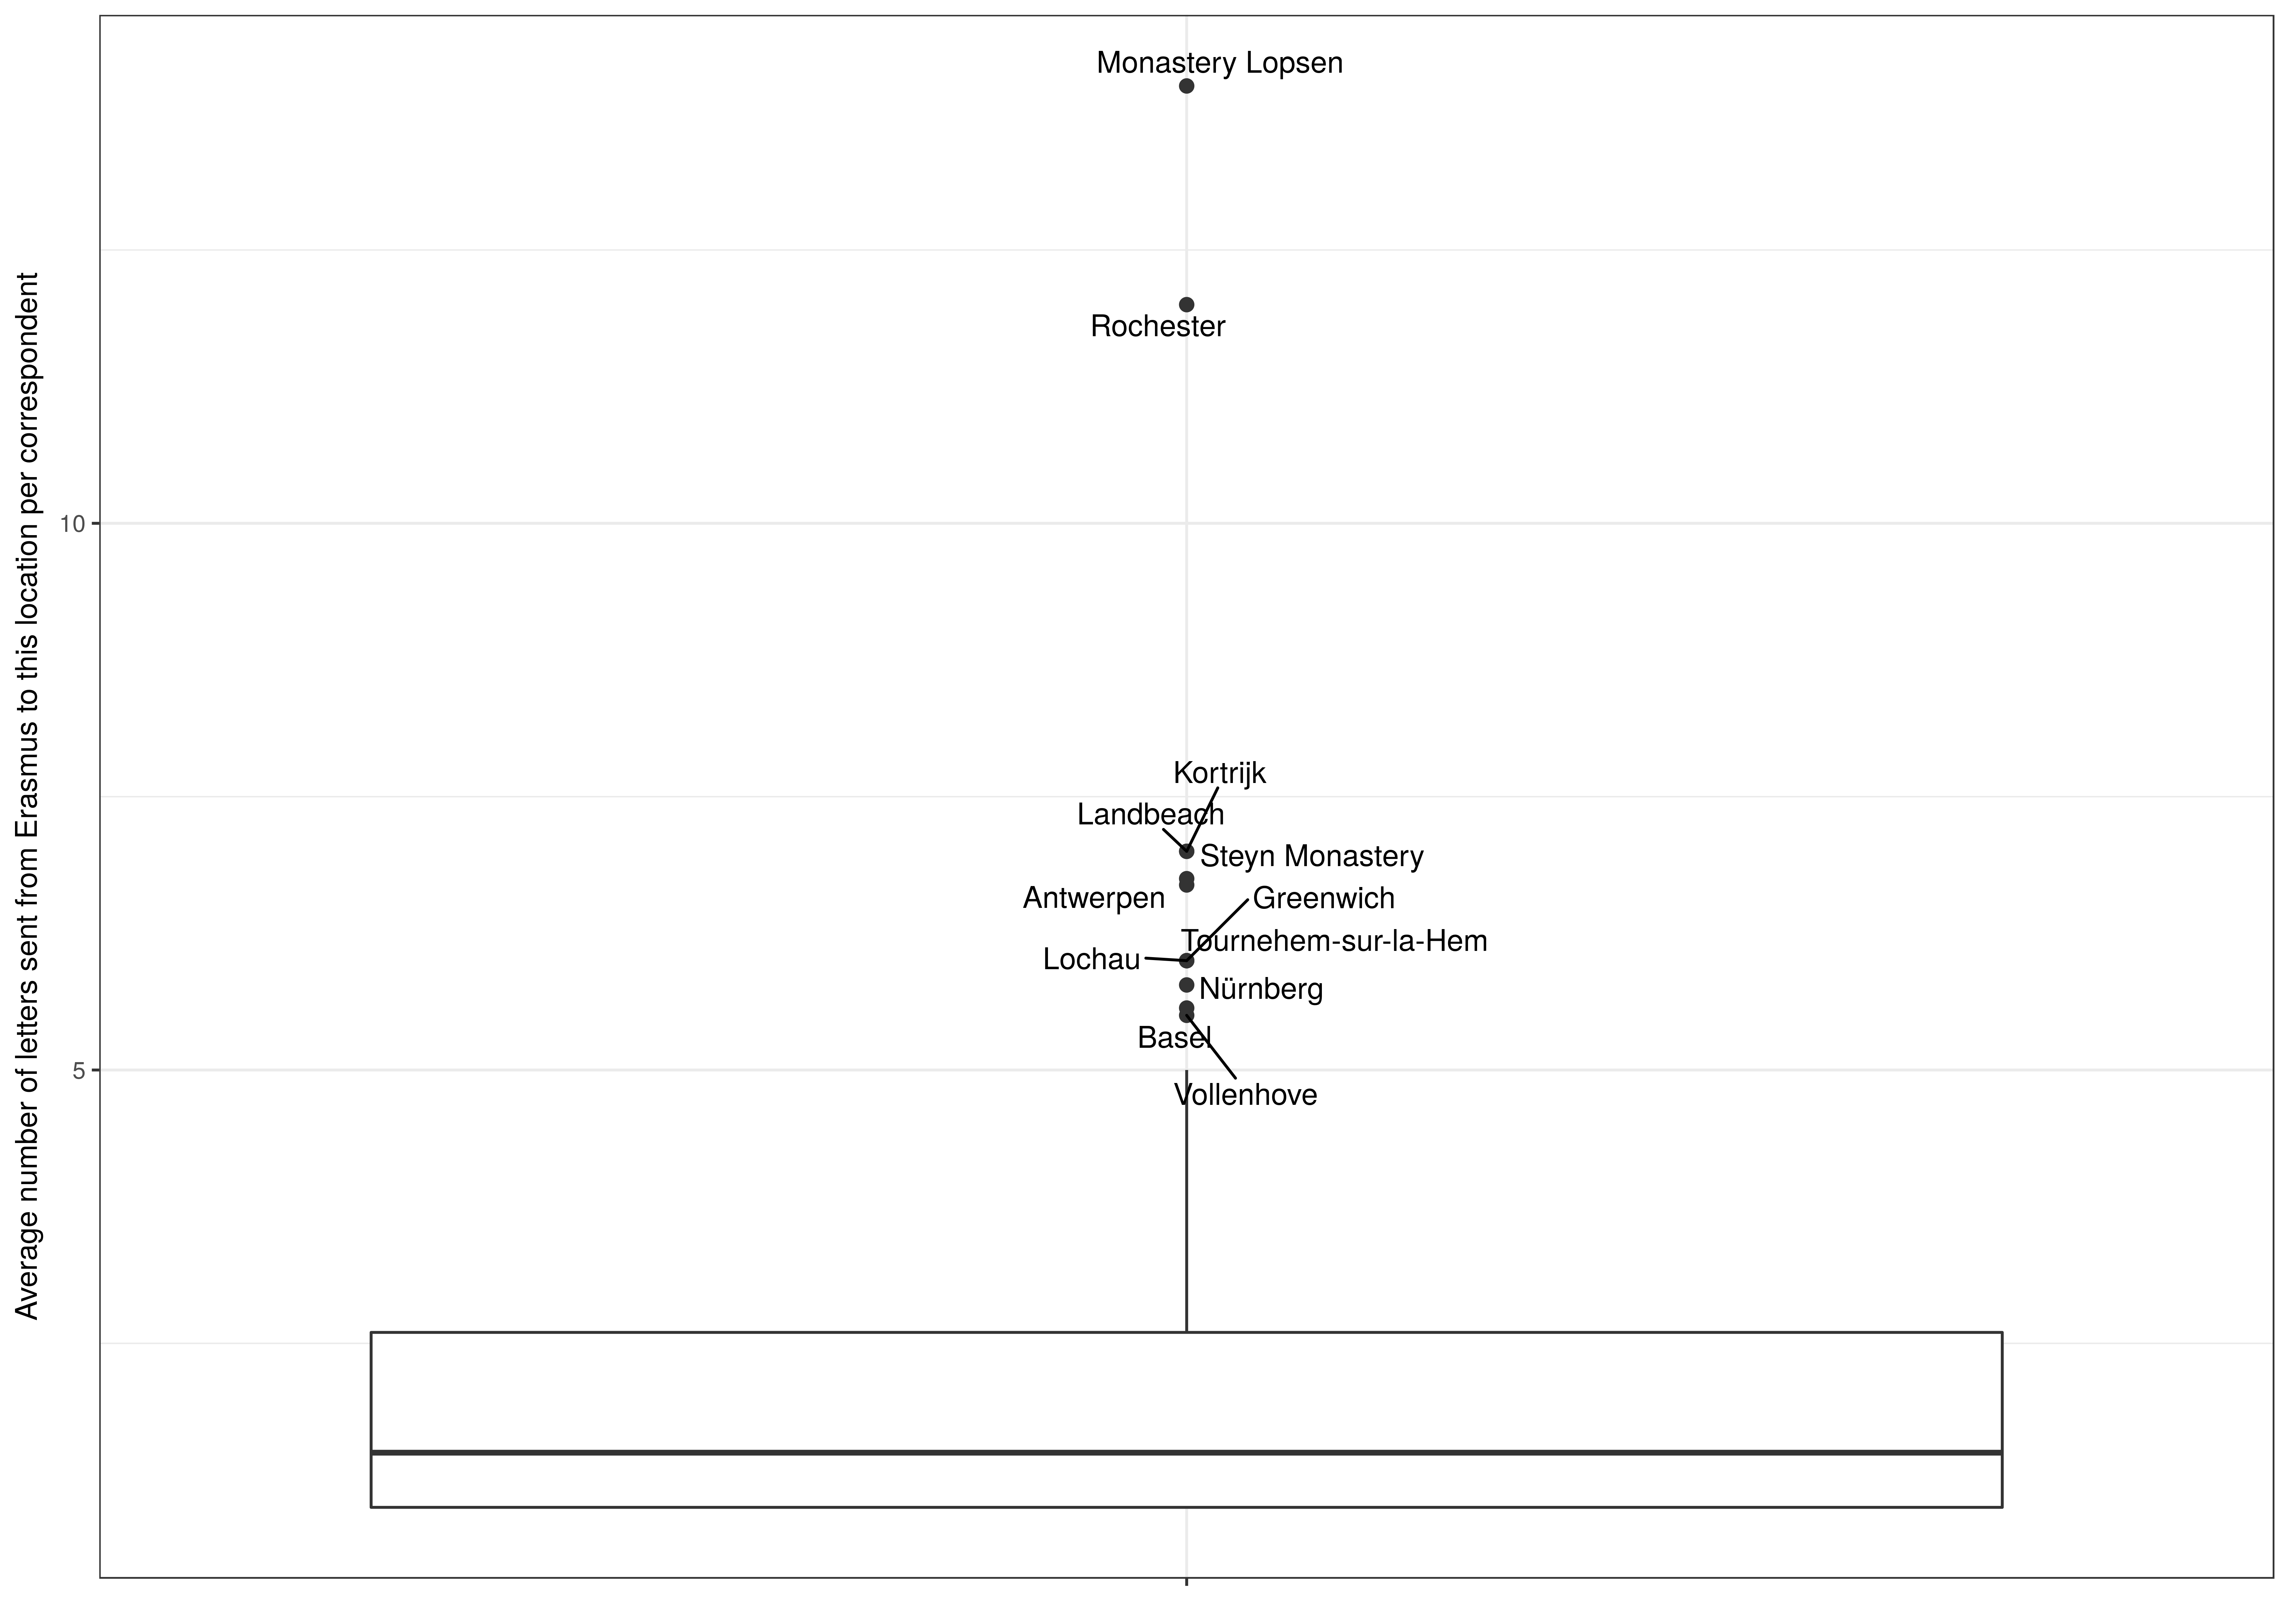 Average number of letters sent from Erasmus to this location per correspondent
Monastery Lopsen
Rochester
10
Kortrijk
Landbeach
Steyn Monastery
Antwerpen
Greenwich
Tournehem-sur-la-Hem
Lochau
Nürnberg
Basel
5
Vollenhove